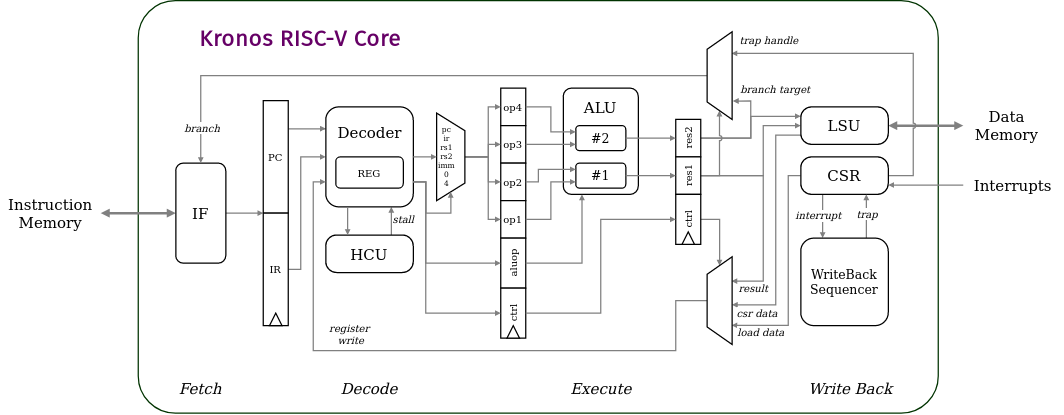 Kronos RISC-V Core
trap handle
branch target
branch
Instruction
Memory
IF
PC
IR
Decoder
REG
stall
HCU
register
write
pc
ir
rs1
rs2
imm
0
4
op4
op3
op2
op1
aluop
ctrl
ALU
#2
#1
res2
res1
ctrl
LSU
CSR
interrupt
trap
WriteBack
Sequencer
result
csr data
load data
Data
Memory
Interrupts
Fetch
Decode
Execute
Write Back